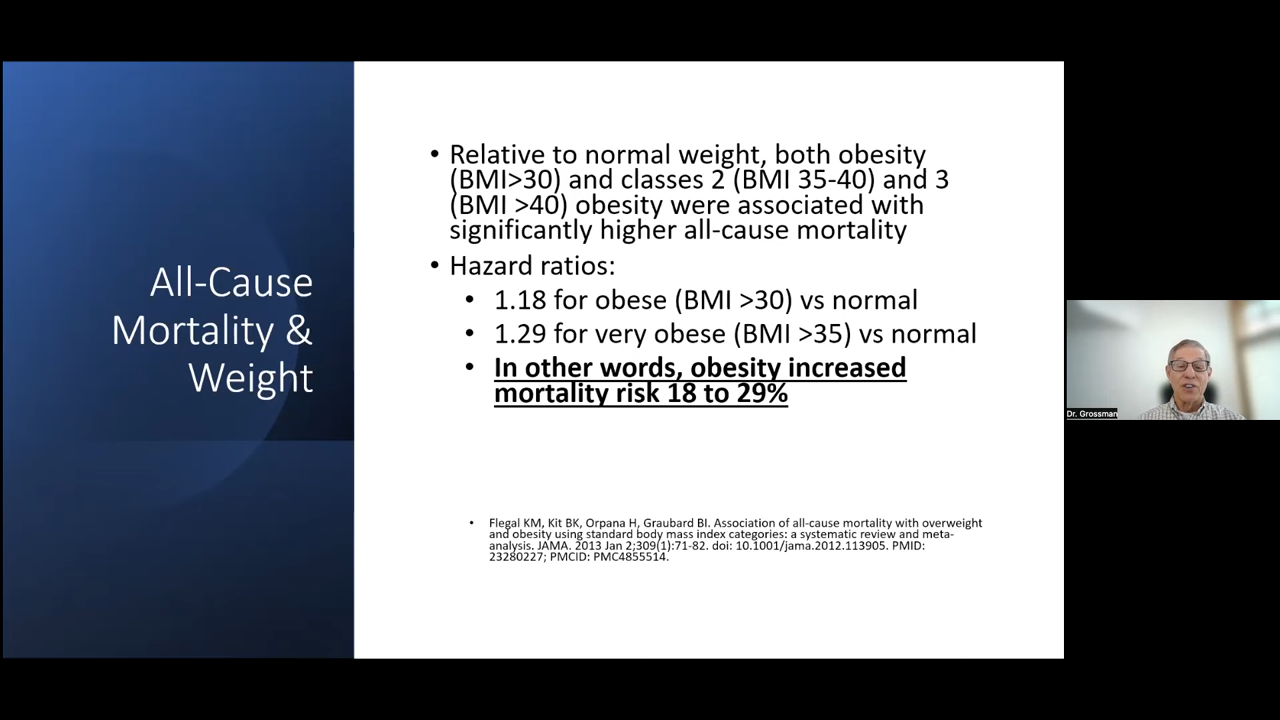 All-Cause
Mortality &
Weight
• Relative to normal weight, both obesity
(BMI>30) and classes 2 (BMI 35-40) and 3
(BMI >40) obesity were associated with
significantly higher all-cause mortality
• Hazard ratios:
• 1.18 for obese (BMI >30) vs normal
• 1.29 for very obese (BMI >35) vs normal
• In other words, obesity increased
mortality risk 18 to 29%
• Flegal KM, Kit BK, Orpana H, Graubard BI. Association of all-cause mortality with overweight
and obesity using standard body mass index categories: a systematic review and meta-
analysis. JAMA. 2013 Jan 2;309(1):71-82. doi: 10.1001/jama.2012.113905. PMID:
23280227; PMCID: PMC4855514.
Dr. Grossman